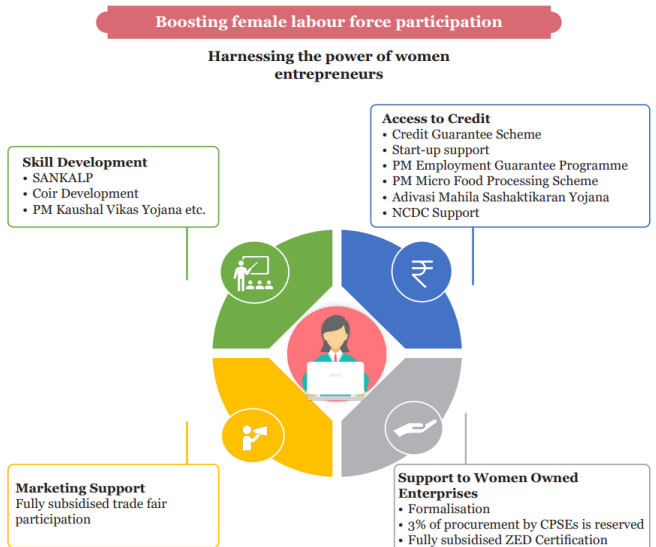 Boosting female labour force participation
Harnessing the power of women
entrepreneurs
Skill Development
• SANKALP
• Coir Development
• PM Kaushal Vikas Yojana etc.
Access to Credit
• Credit Guarantee Scheme
• Start-up support
• PM Employment Guarantee Programme
• PM Micro Food Processing Scheme
• Adivasi Mahila Sashaktikaran Yojana
• NCDC Support
₹
Marketing Support
Fully subsidised trade fair
participation
Support to Women Owned
Enterprises
• Formalisation
• 3% of procurement by CPSEs is reserved
• Fully subsidised ZED Certification